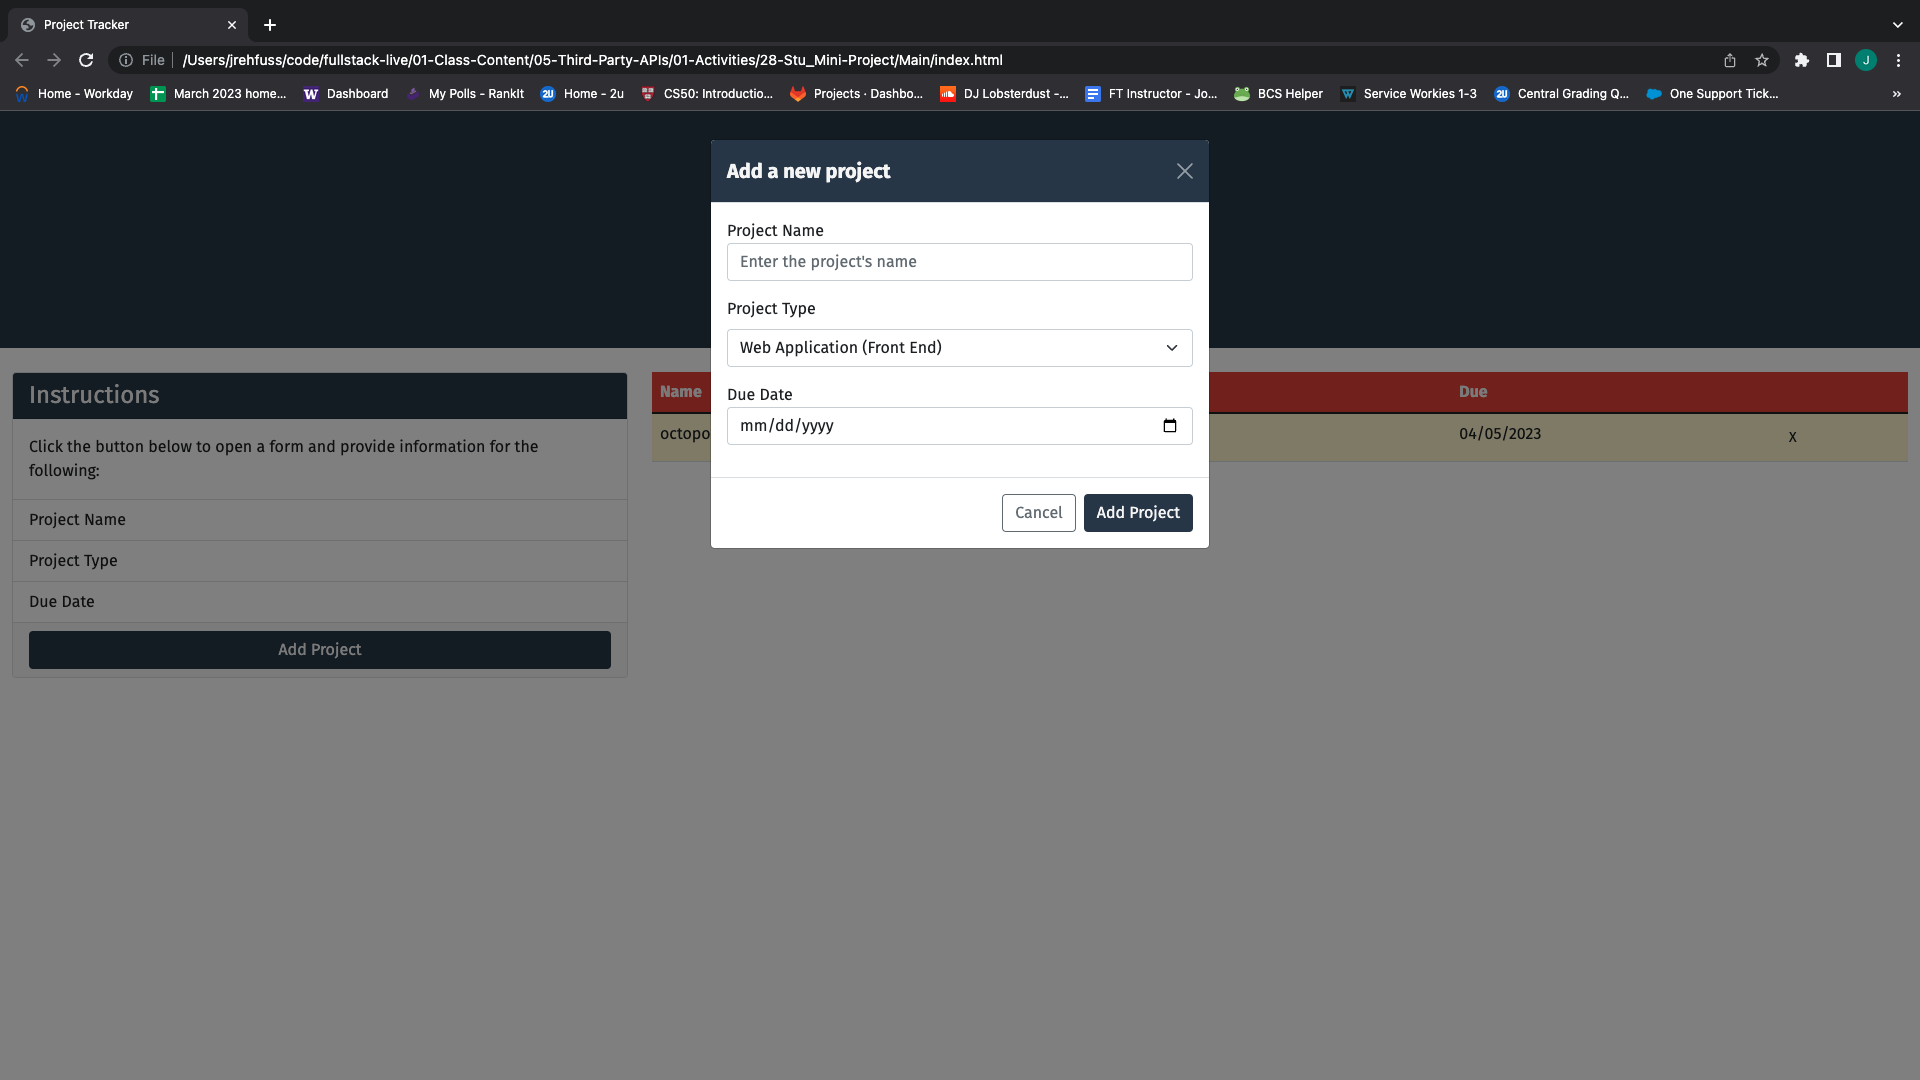 Project Tracker
File
/Users/jrehfuss/code/fullstack-live/01-Class-Content/05-Third-Party-APIs/01-Activities/28-Stu_Mini-Project/Main/index.html
J
Home - Workday
March 2023 home...
Dashboard
My Polls - RankIt
Home - 2u
CS50: Introductio...
Projects · Dashbo...
DJ Lobsterdust -...
FT Instructor - Jo...
BCS Helper
Service Workies 1-3
Central Grading Q...
One Support Tick...
»
Add a new project
Project Name
Enter the project's name
Project Type
Web Application (Front End)
Due Date
mm/dd/yyyy
Cancel
Add Project
Instructions
Click the button below to open a form and provide information for the
following:
Project Name
Project Type
Due Date
Add Project
Name
Due
octopo
04/05/2023
X